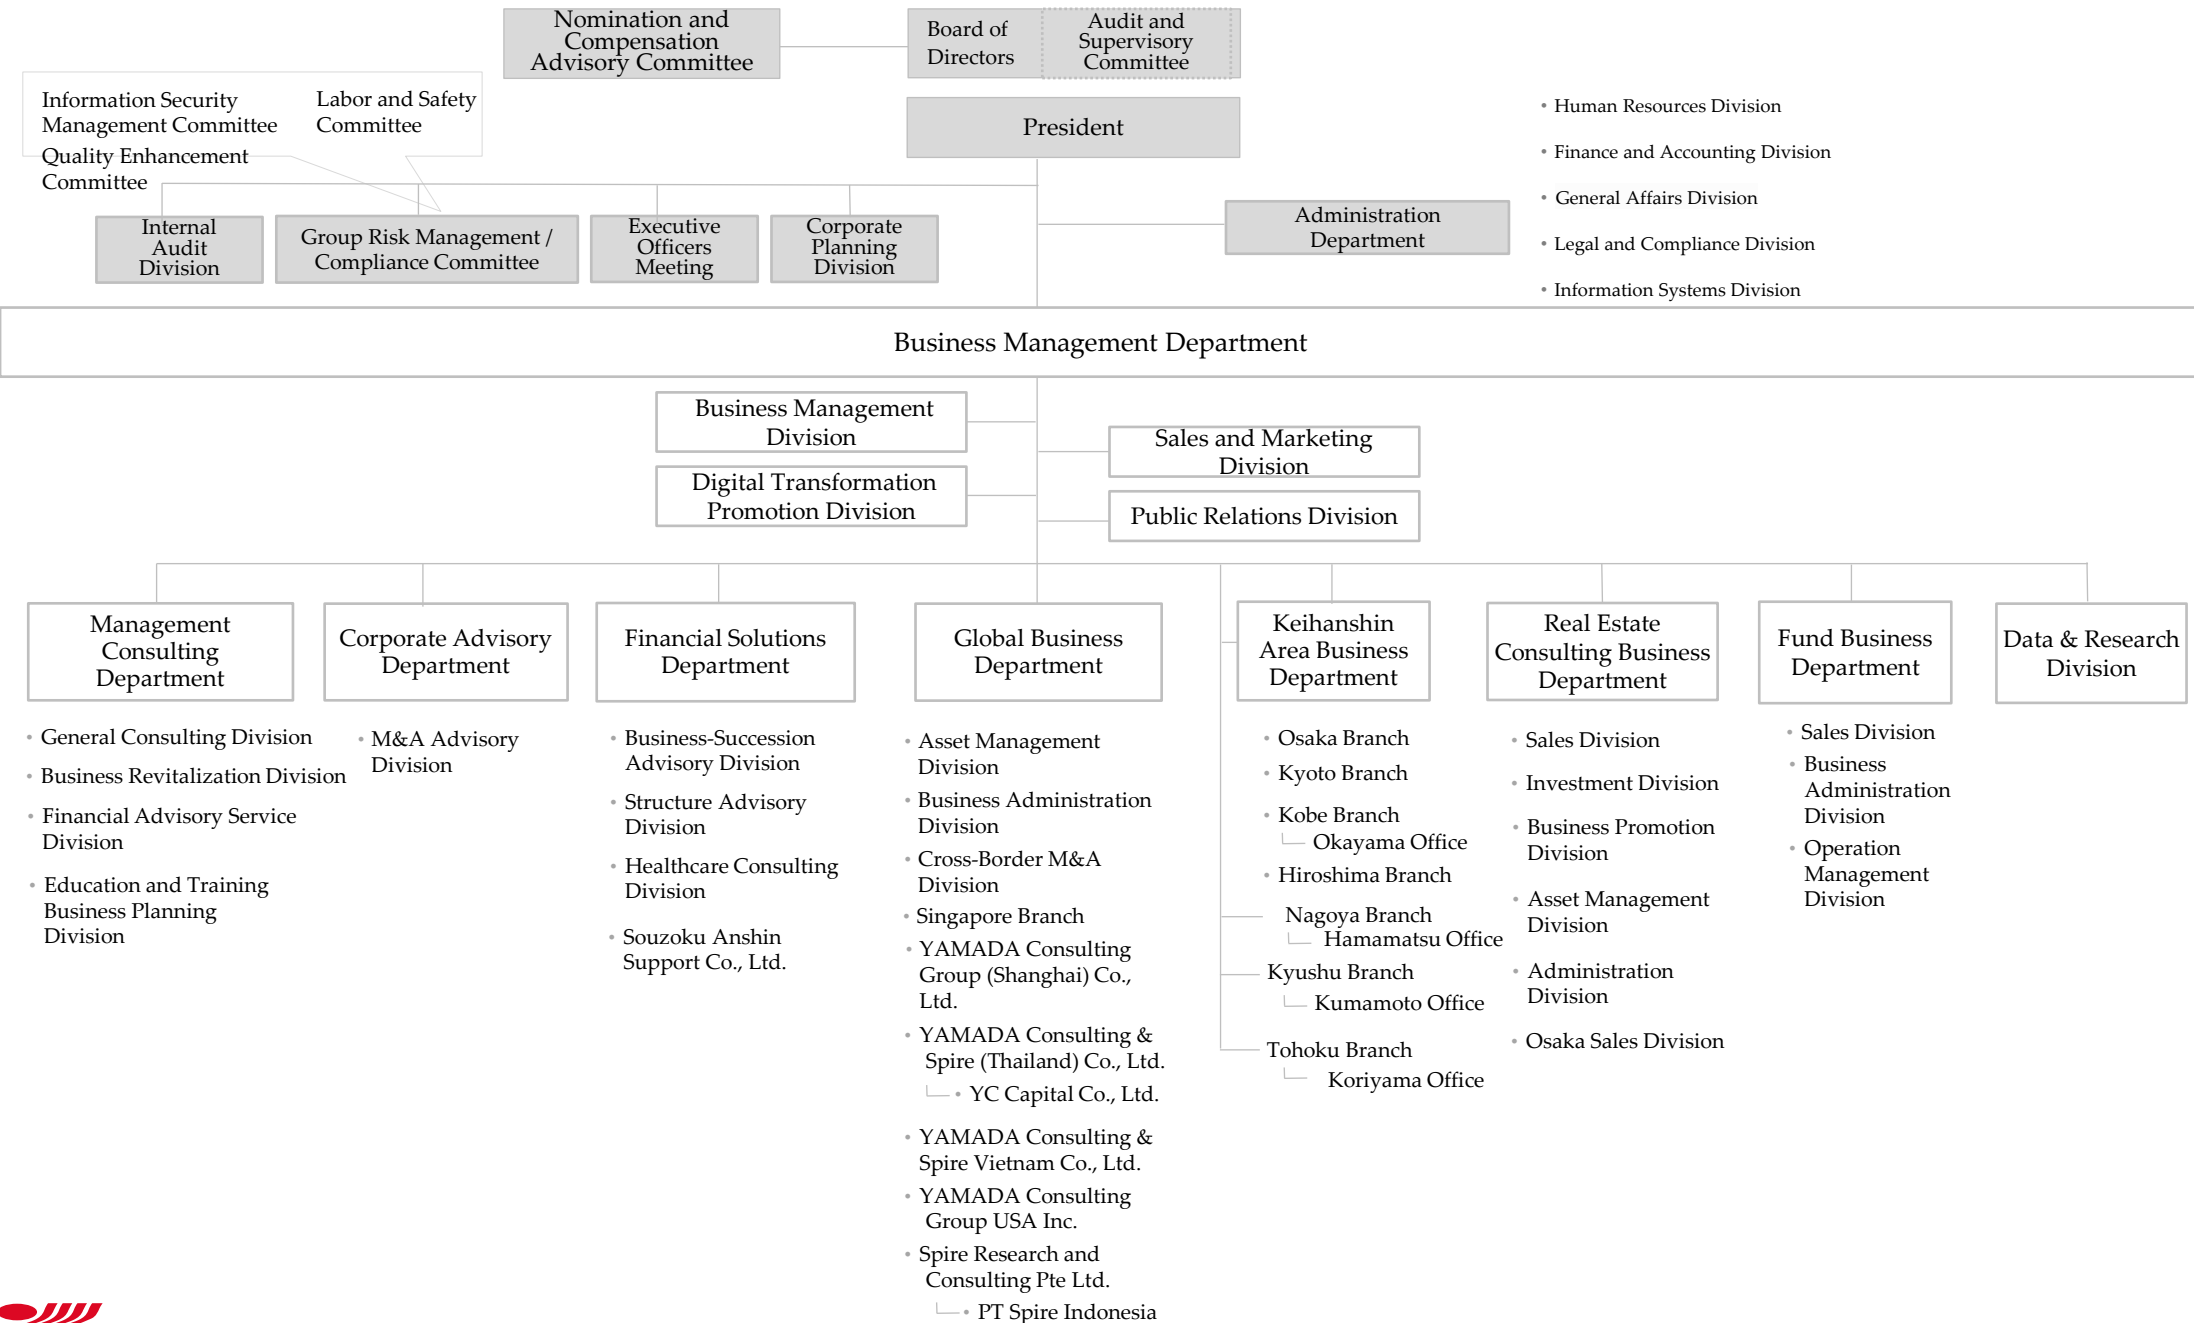 Nomination and
Compensation
Advisory Committee
Board of
Directors
Audit and
Supervisory
Committee
Information Security
Management Committee
Labor and Safety
Committee
Quality Enhancement
Committee
President
• Human Resources Division
• Finance and Accounting Division
• General Affairs Division
• Legal and Compliance Division
• Information Systems Division
Internal
Audit
Division
Group Risk Management /
Compliance Committee
Executive
Officers
Meeting
Corporate
Planning
Division
Administration
Department
Business Management Department
Business Management
Division
Sales and Marketing
Division
Digital Transformation
Promotion Division
Public Relations Division
Management
Consulting
Department
• General Consulting Division
• Business Revitalization Division
• Financial Advisory Service
Division
• Education and Training
Business Planning
Division
Corporate Advisory
Department
• M&A Advisory
Division
Financial Solutions
Department
• Business-Succession
Advisory Division
• Structure Advisory
Division
• Healthcare Consulting
Division
• Souzoku Anshin
Support Co., Ltd.
Global Business
Department
• Asset Management
Division
• Business Administration
Division
• Cross-Border M&A
Division
• Singapore Branch
• YAMADA Consulting
Group (Shanghai) Co.,
Ltd.
• YAMADA Consulting &
Spire (Thailand) Co., Ltd.
• YC Capital Co., Ltd.
• YAMADA Consulting &
Spire Vietnam Co., Ltd.
• YAMADA Consulting
Group USA Inc.
• Spire Research and
Consulting Pte Ltd.
• PT Spire Indonesia
Keihanshin
Area Business
Department
• Osaka Branch
• Kyoto Branch
• Kobe Branch
Okayama Office
• Hiroshima Branch
Nagoya Branch
Hamamatsu Office
Kyushu Branch
Kumamoto Office
Tohoku Branch
Koriyama Office
Real Estate
Consulting Business
Department
• Sales Division
• Investment Division
• Business Promotion
Division
• Asset Management
Division
• Administration
Division
• Osaka Sales Division
Fund Business
Department
• Sales Division
• Business
Administration
Division
• Operation
Management
Division
Data & Research
Division